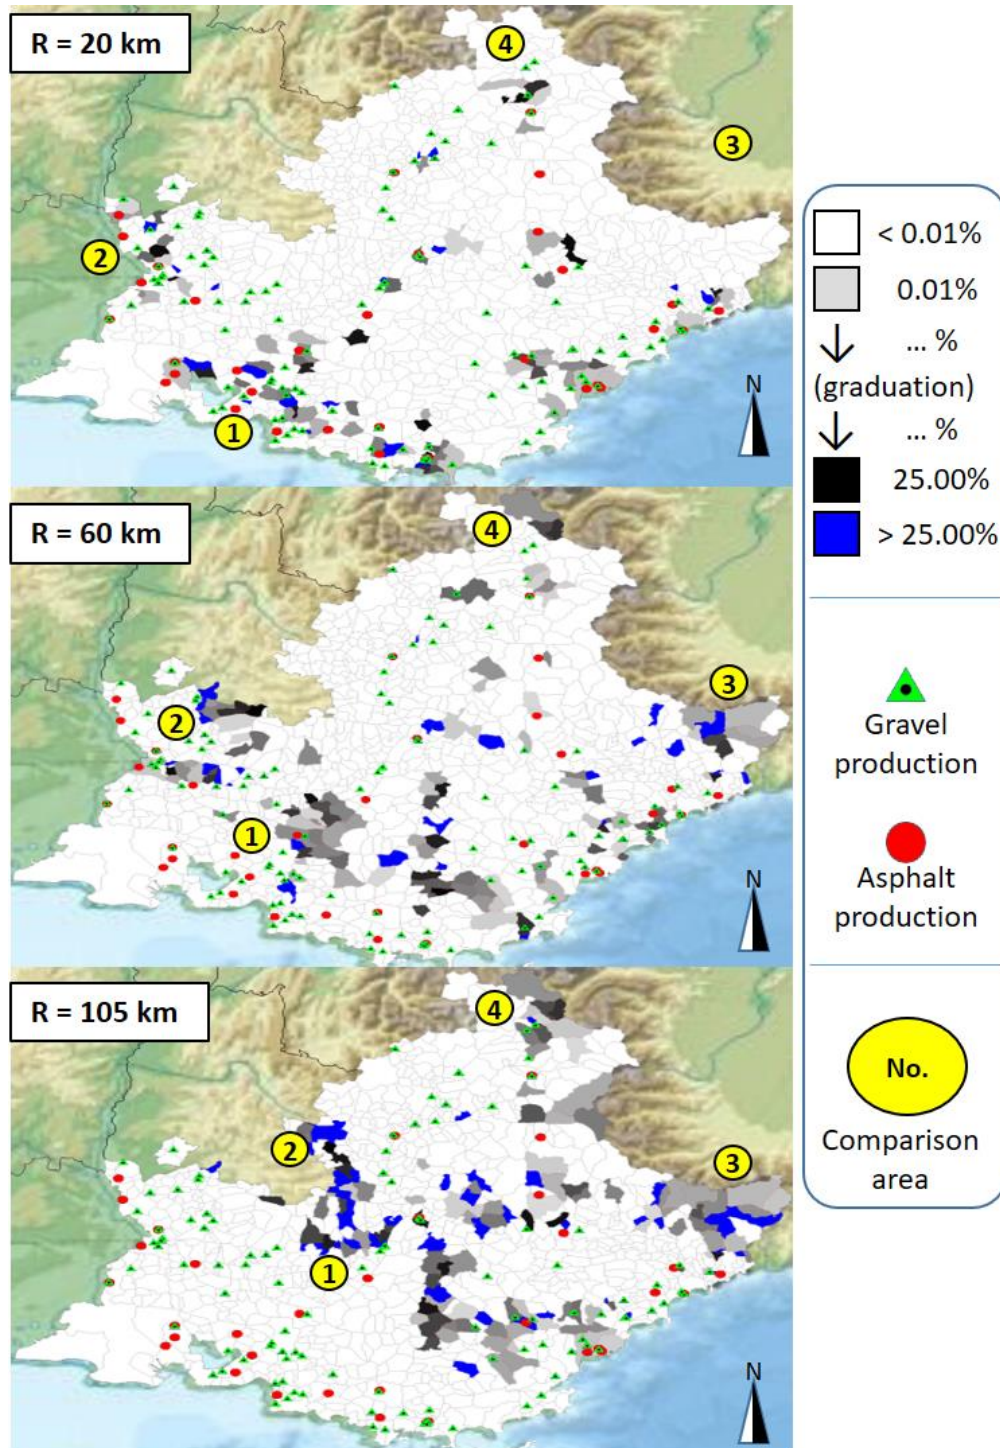 R = 20 km
4
3
2
1
N
R = 60 km
4
3
2
1
N
R = 105 km
4
2
3
1
N
< 0.01%
0.01%
... %
(graduation)
... %
25.00%
> 25.00%
Gravel
production
Asphalt
production
No.
Comparison
area